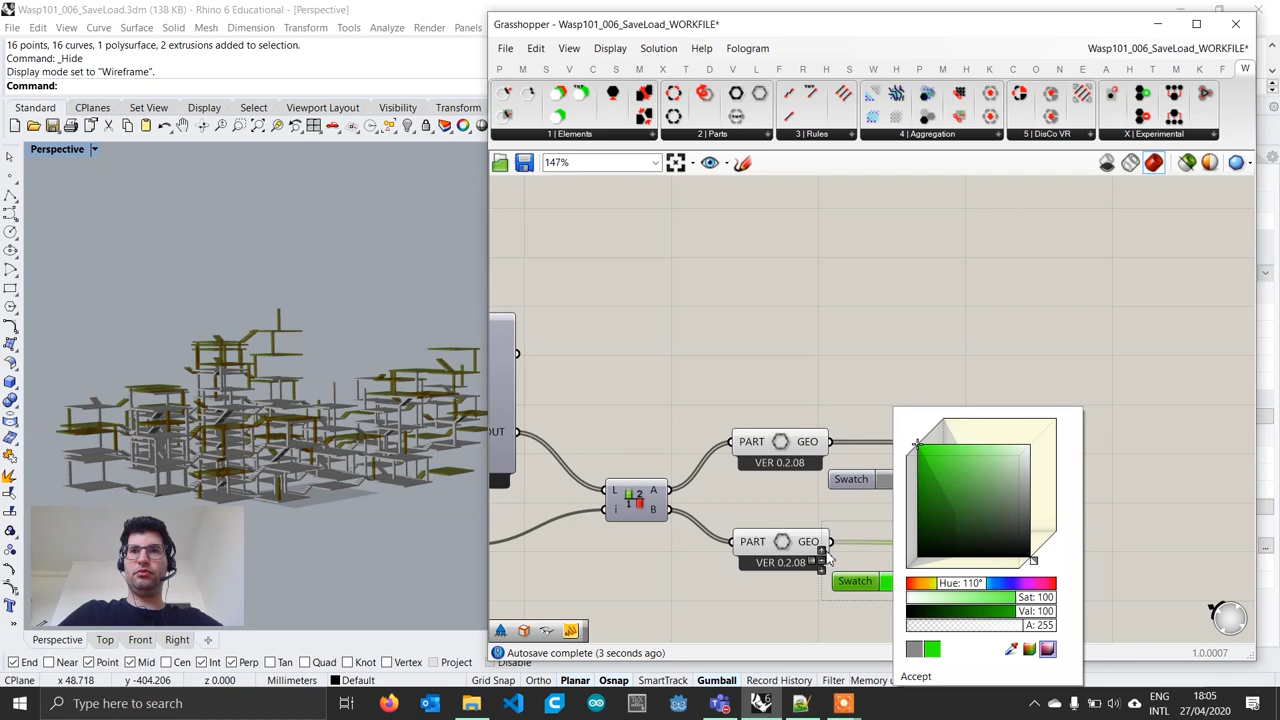 Wasp101_006_SaveLoad.3dm (138 KB) - Rhino 6 Educational - [Perspective]
File Edit View Curve Surface Solid Mesh Dimension Transform Tools Analyze Render Panels
16 points, 16 curves, 1 polysurface, 2 extrusions added to selection.
Command: _Hide
Display mode set to "Wireframe".
Command:
Standard CPlanes Set View Display Select Viewport Layout Visibility Transform
Perspective
Grasshopper - Wasp101_006_SaveLoad_WORKFILE*
File Edit View Display Solution Help Fologram
Wasp101_006_SaveLoad_WORKFILE*
P M S V C S M X T D V L F R H S W H P M H K C O N E A H T M K F W
1 | Elements 2 | Parts 3 | Rules 4 | Aggregation 5 | DisCo VR X | Experimental
147%
OUT
PART GEO
VER 0.2.08
Swatch
L A
i B
PART GEO
VER 0.2.08
Swatch
Hue: 110°
Sat: 100
Val: 100
A: 255
Accept
Autosave complete (3 seconds ago)
1.0.0007
Perspective Top Front Right
End Near Point Mid Cen Int Perp Tan Quad Knot Vertex Project Disable
CPlane x 48.718 y -404.206 z 0.000 Millimeters Default Grid Snap Ortho Planar Osnap SmartTrack Gumball Record History Filter Memory u
Type here to search
ENG
INTL
18:05
27/04/2020